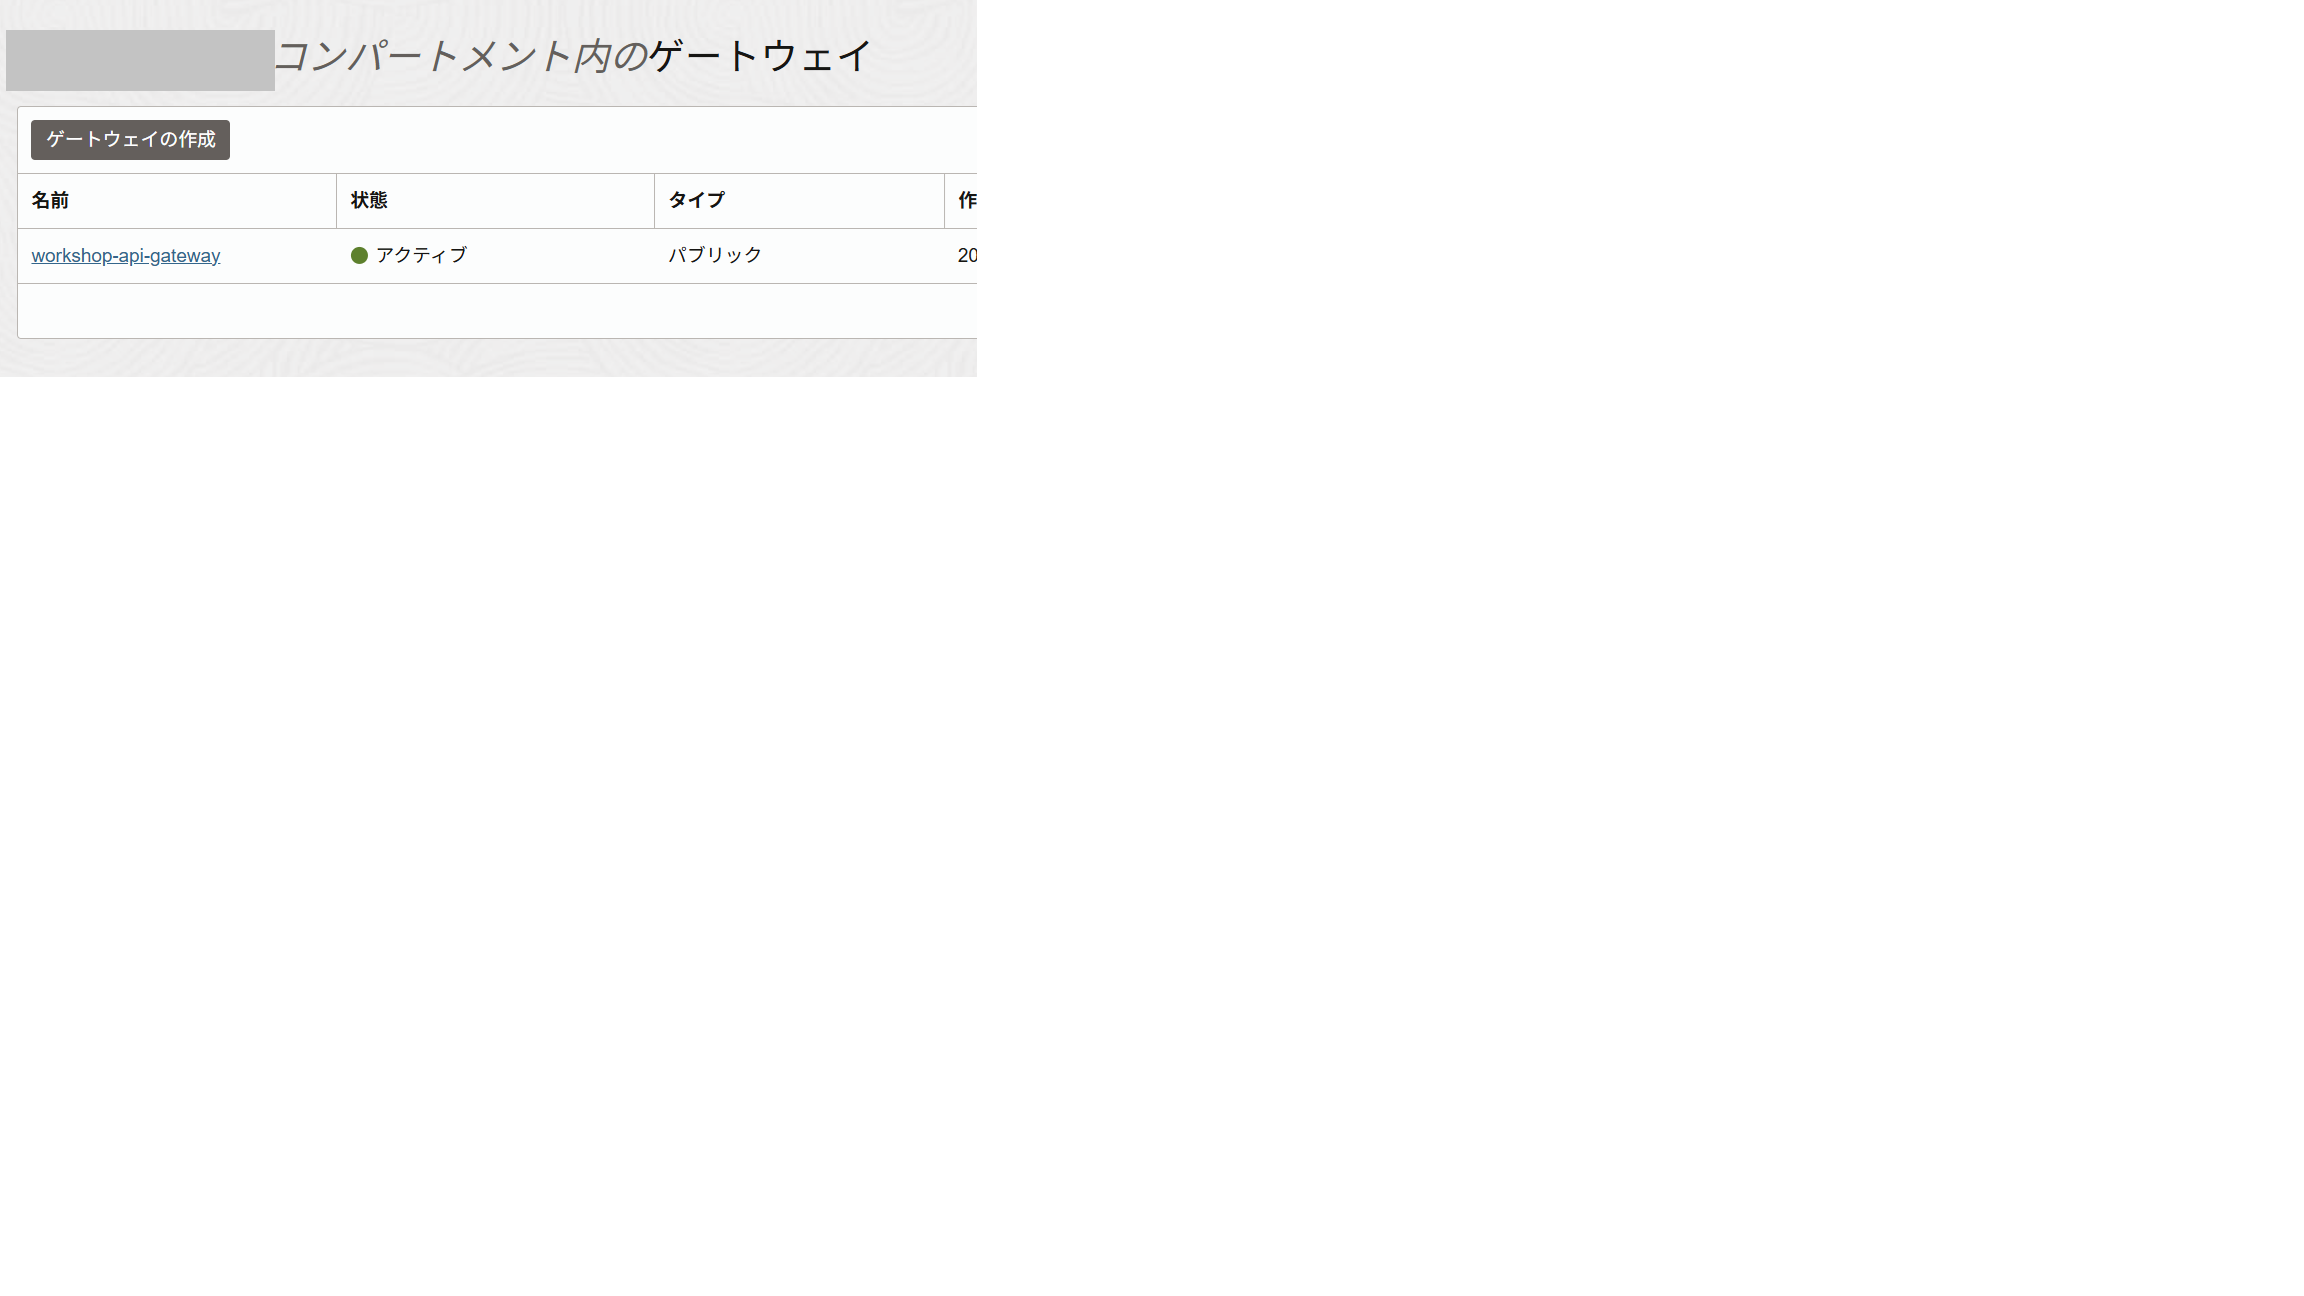 コンパートメント内のゲートウェイ
ゲートウェイの作成
名前 状態 タイプ 作
workshop-api-gateway アクティブ パブリック 20